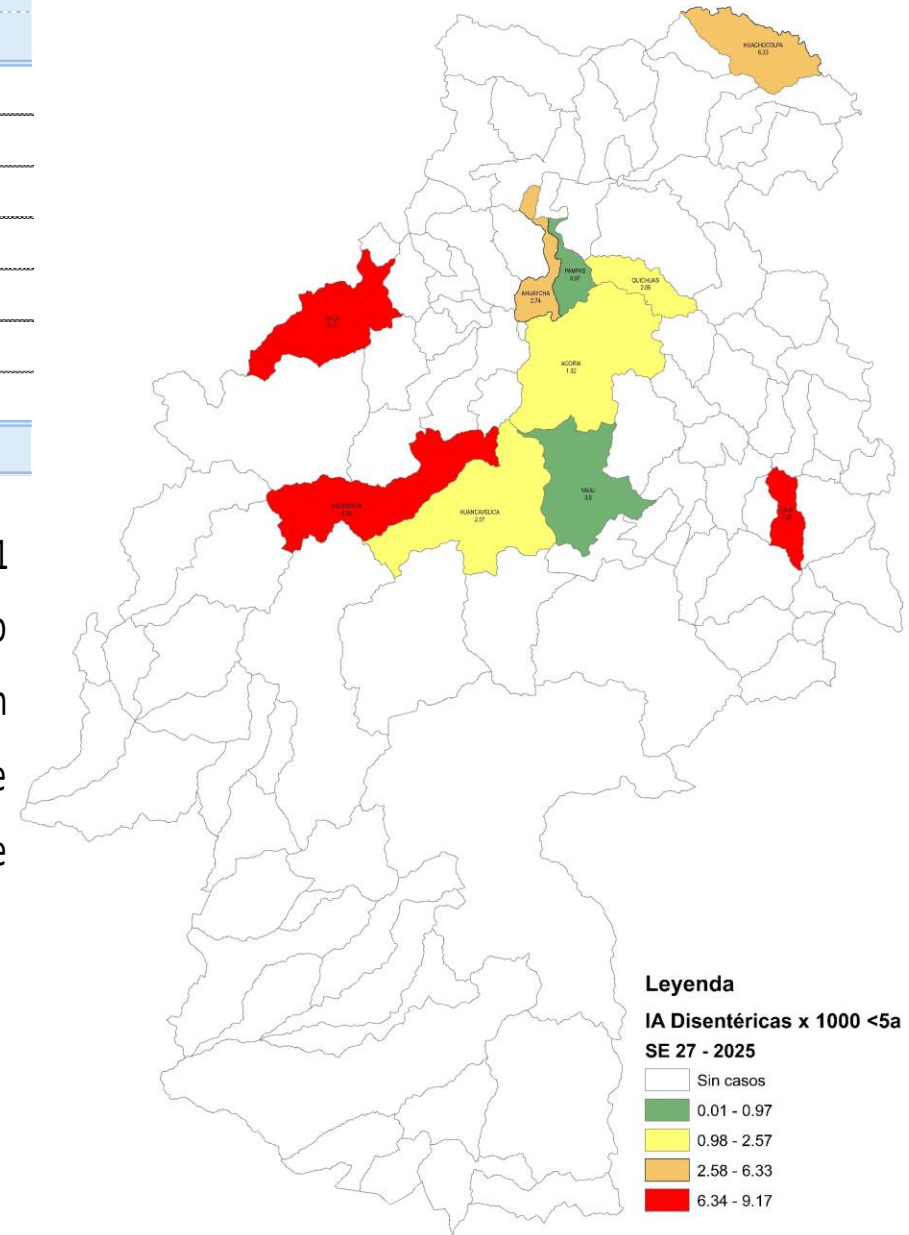 HUACHOCOLPA
6.33
PAMPAS
0.97
QUICHUAS
2.05
AHUAYCHA
2.74
ACORIA
1.32
HUANCAVELICA
2.57
YAULI
1
o
n
e
e
Leyenda
IA Disentéricas x 1000 <5a
SE 27 - 2025
Sin casos
0.01 - 0.97
0.98 - 2.57
2.58 - 6.33
6.34 - 9.17